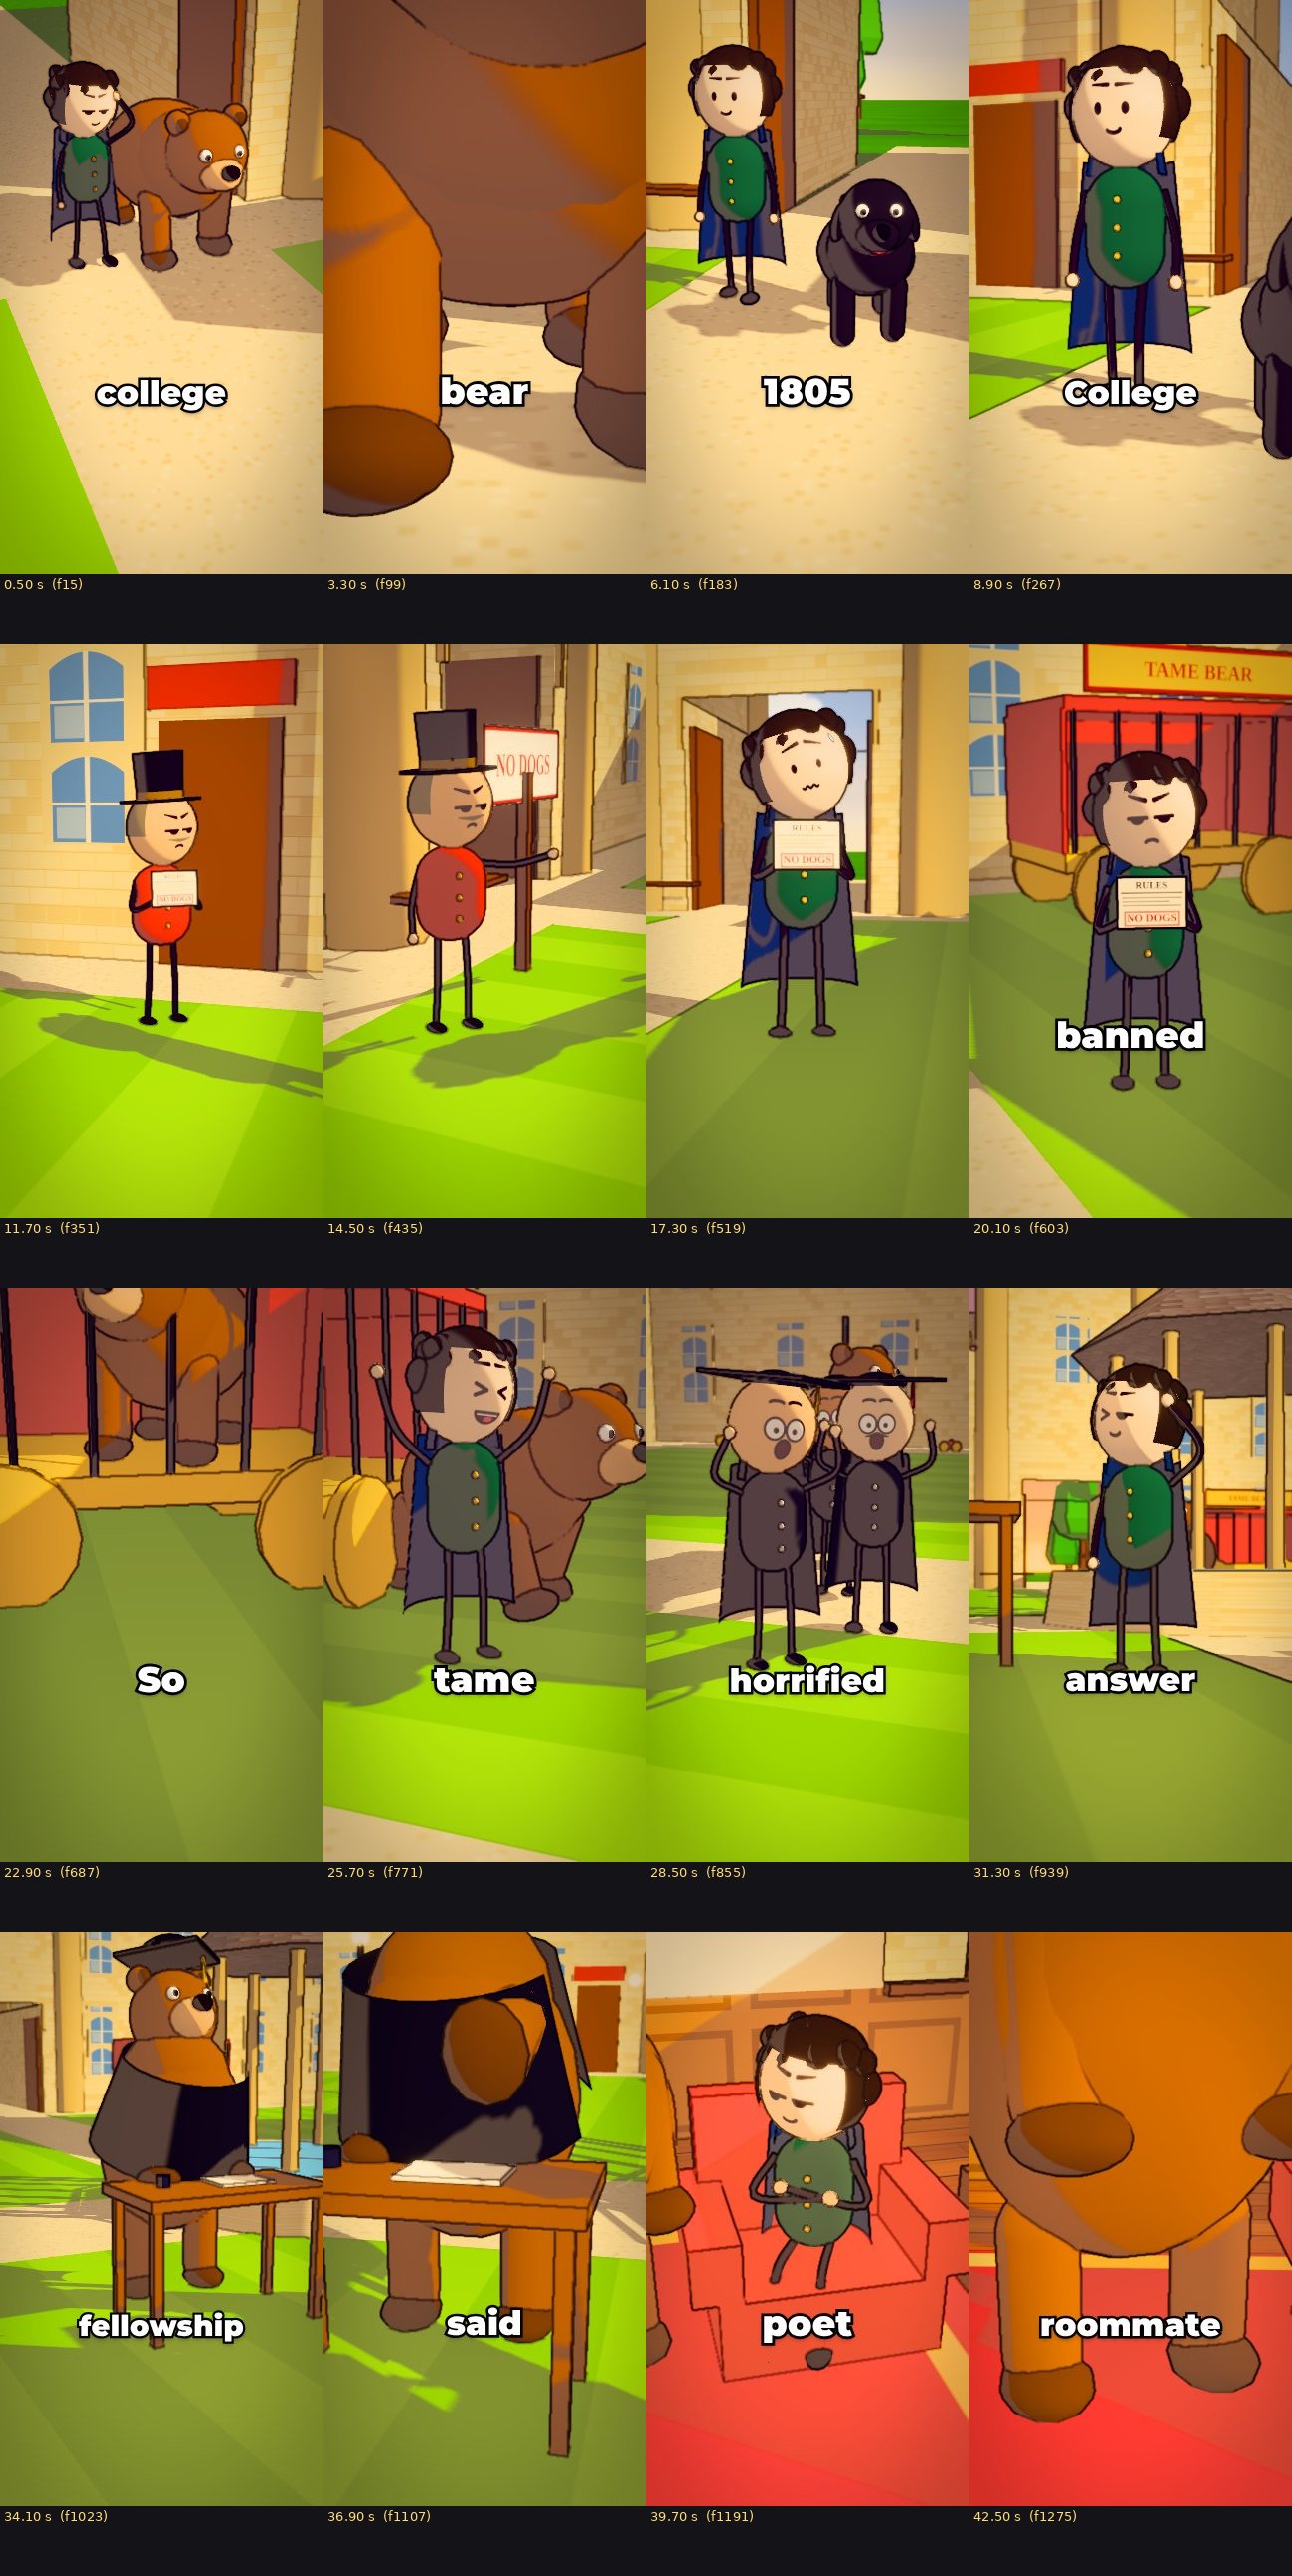 college
bear
1805
College
0.50 s (f15)
3.30 s (f99)
6.10 s (f183)
8.90 s (f267)
NO DOGS
NO DOGS
RULES
NO DOGS
TAME BEAR
RULES
NO DOGS
banned
11.70 s (f351)
14.50 s (f435)
17.30 s (f519)
20.10 s (f603)
So
tame
horrified
TAME BEAR
answer
22.90 s (f687)
25.70 s (f771)
28.50 s (f855)
31.30 s (f939)
fellowship
said
poet
roommate
34.10 s (f1023)
36.90 s (f1107)
39.70 s (f1191)
42.50 s (f1275)